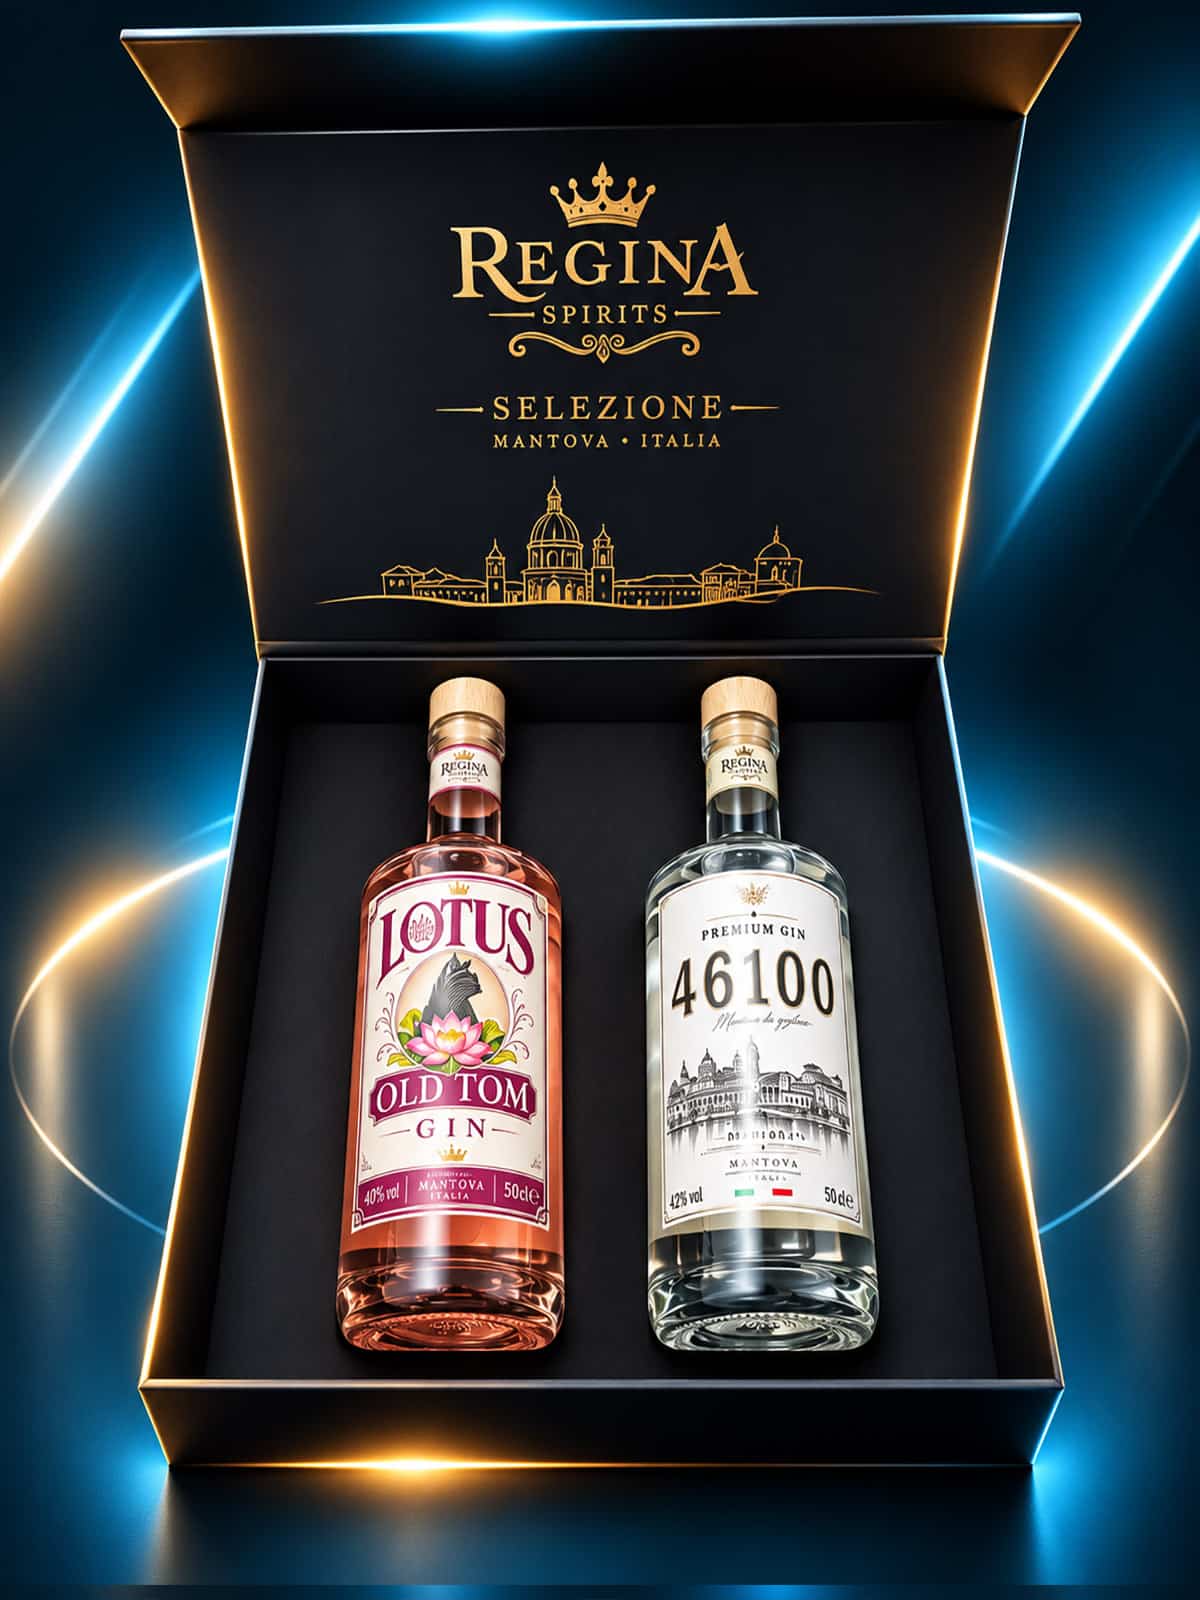 REGINA
SPIRITS
SELEZIONE
MANTOVA • ITALIA
REGINA
LOTUS
OLD TOM
GIN
40% vol
MANTOVA
ITALIA
50cl℮
REGINA
PREMIUM GIN
46100
MANTOVA
ITALIA
42% vol
50cl℮